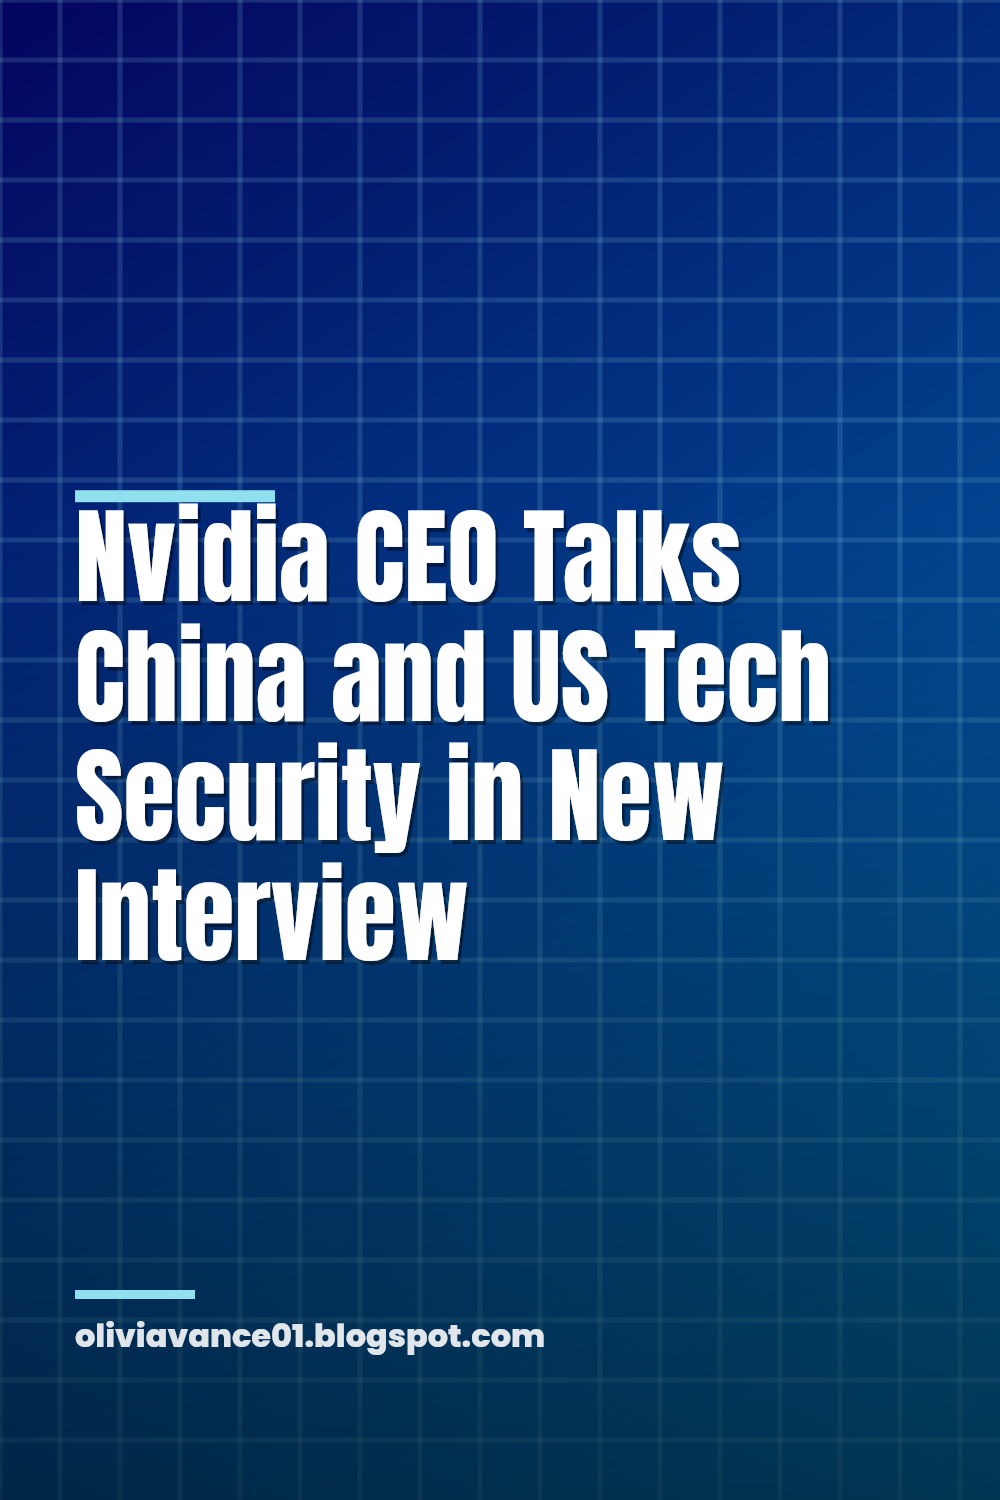 Nvidia CEO Talks
China and US Tech
Security in New
Interview
oliviavance01.blogspot.com